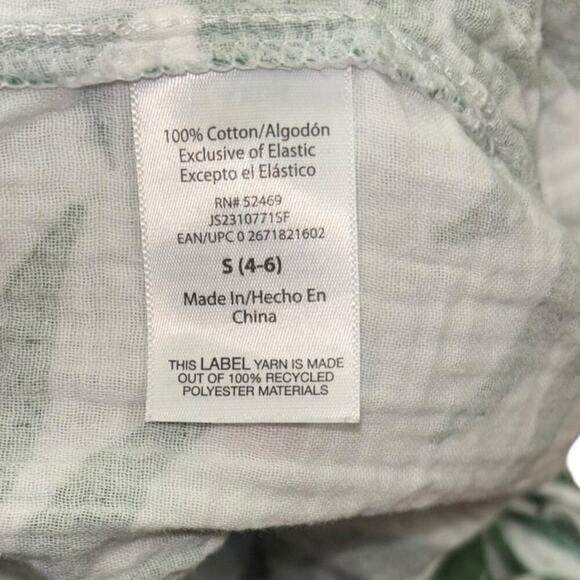 100% Cotton/Algodón
Exclusive of Elastic
Excepto el Elástico
RN# 52469
JS2310771SF
EAN/UPC 0 2671821602
S (4-6)
Made In/Hecho En
China
THIS LABEL YARN IS MADE
OUT OF 100% RECYCLED
POLYESTER MATERIALS